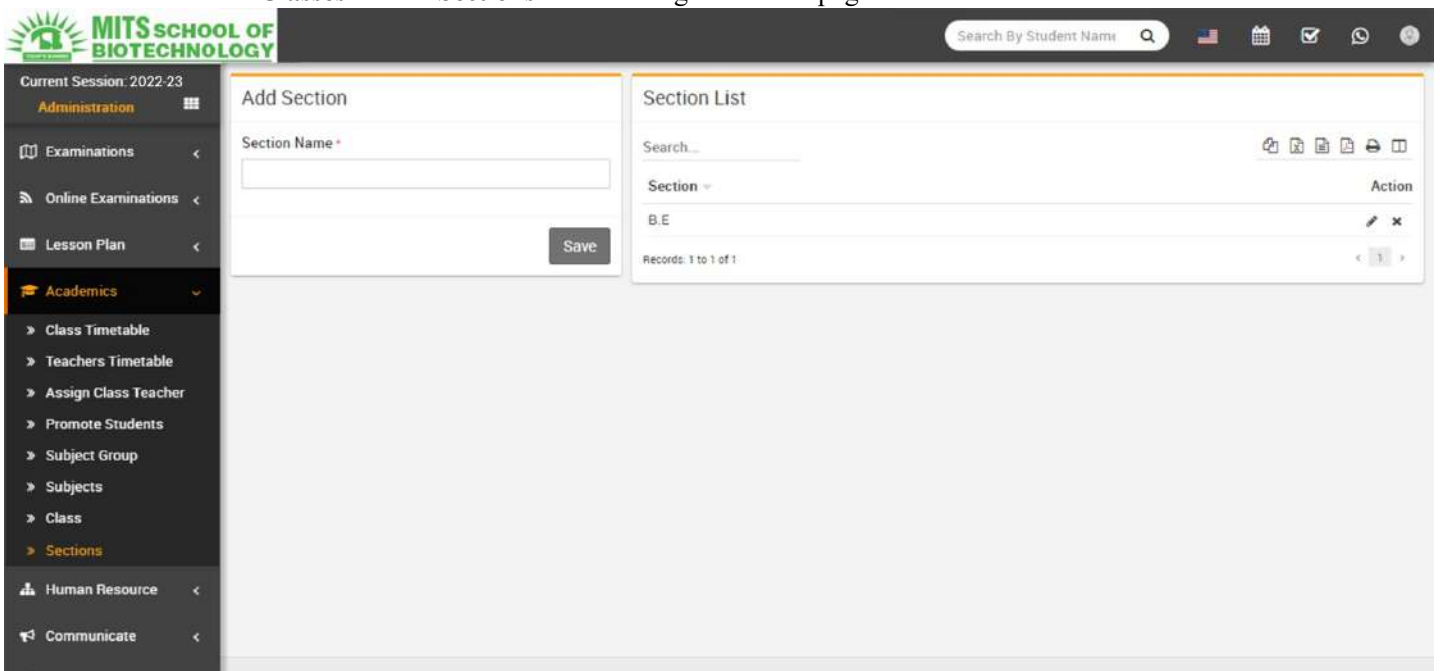 MITS SCHOOL OF
BIOTECHNOLOGY
Search By Student Name
Current Session: 2022-23
Administration
Examinations
Online Examinations
Lesson Plan
Academics
Class Timetable
Teachers Timetable
Assign Class Teacher
Promote Students
Subject Group
Subjects
Class
Sections
Human Resource
Communicate
Add Section
Section Name *
Save
Section List
Search...
Section Action
B.E
Records: 1 to 1 of 1
1